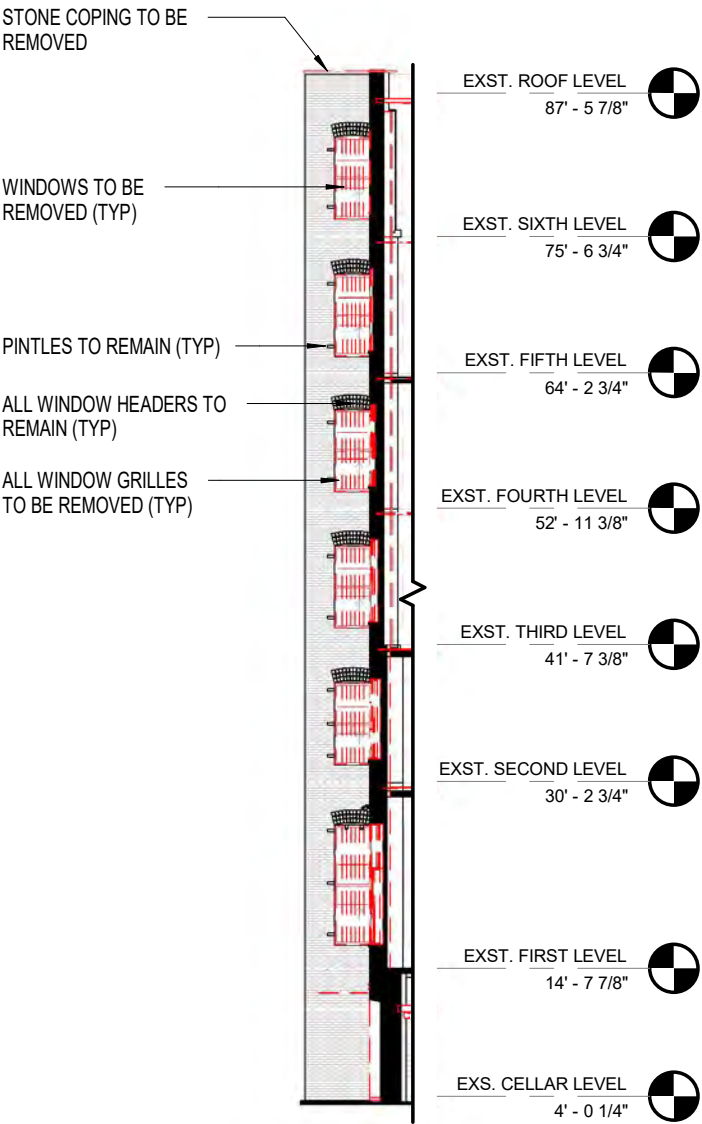 STONE COPING TO BE
REMOVED
WINDOWS TO BE
REMOVED (TYP)
PINTLES TO REMAIN (TYP)
ALL WINDOW HEADERS TO
REMAIN (TYP)
ALL WINDOW GRILLES
TO BE REMOVED (TYP)
EXST. ROOF LEVEL
87' - 5 7/8"
EXST. SIXTH LEVEL
75' - 6 3/4"
EXST. FIFTH LEVEL
64' - 2 3/4"
EXST. FOURTH LEVEL
52' - 11 3/8"
EXST. THIRD LEVEL
41' - 7 3/8"
EXST. SECOND LEVEL
30' - 2 3/4"
EXST. FIRST LEVEL
14' - 7 7/8"
EXS. CELLAR LEVEL
4' - 0 1/4"